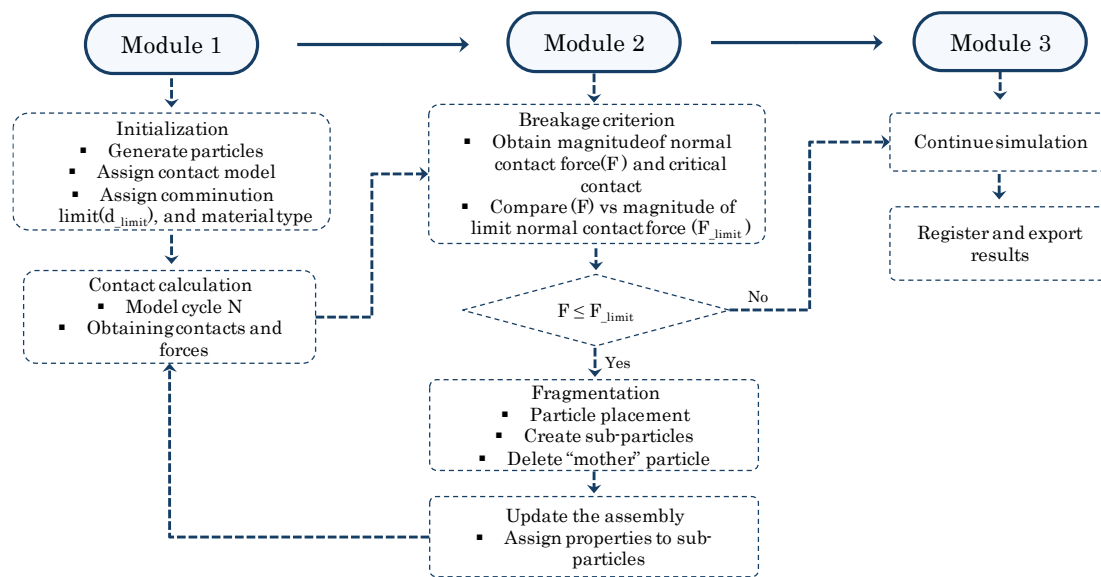 Module 1
Module 2
Module 3
Initialization
▪ Generate particles
▪ Assign contact model
▪ Assign comminution
limit(d_limit), and material type
Contact calculation
▪ Model cycle N
▪ Obtaining contacts and
forces
Breakage criterion
▪ Obtain magnitude of normal
contact force(F) and critical
contact
▪ Compare (F) vs magnitude of
limit normal contact force (F_limit)
F ≤ F_limit
No
Yes
Fragmentation
▪ Particle placement
▪ Create sub-particles
▪ Delete “mother” particle
Update the assembly
▪ Assign properties to sub-
particles
Continue simulation
Register and export
results